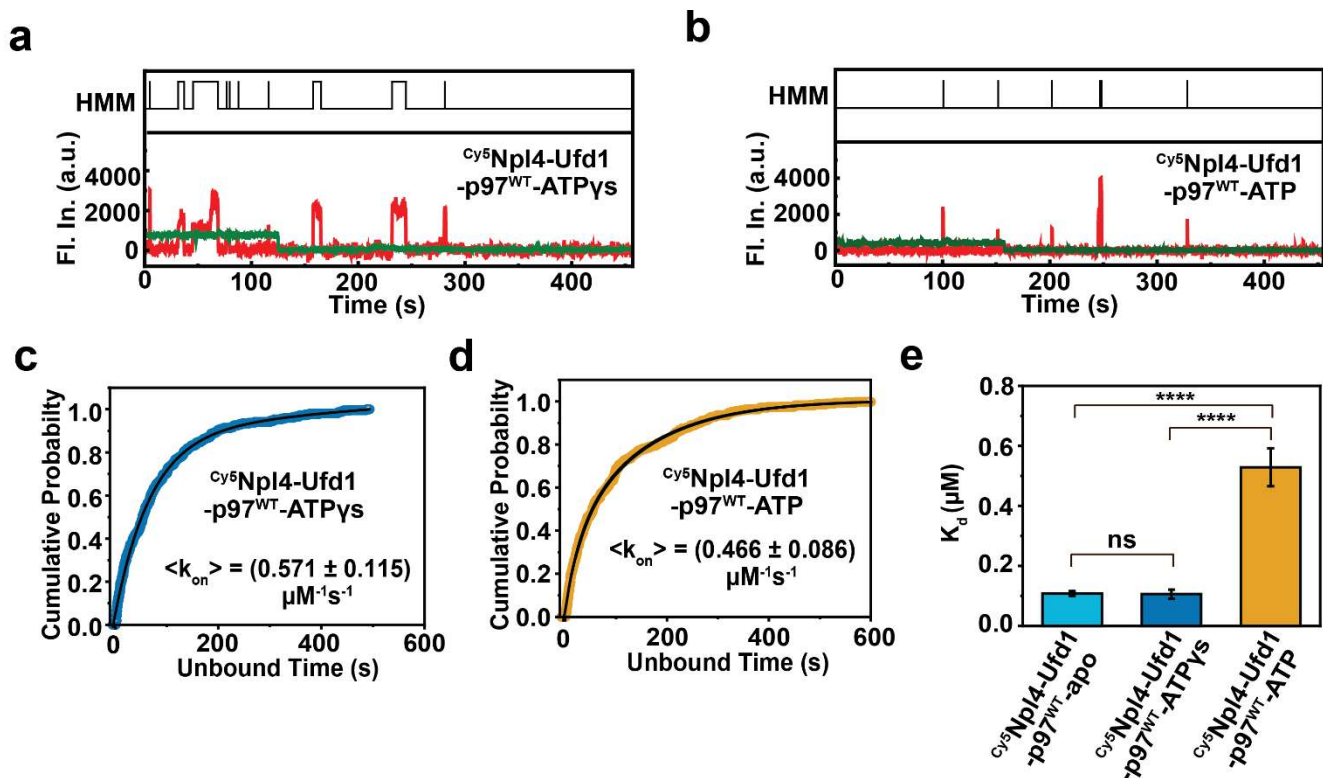 a
HMM
Cy5Npl4-Ufd1
-p97WT-ATPγs
Fl. In. (a.u.)
4000
2000
0
0 100 200 300 400
Time (s)
b
HMM
Cy5Npl4-Ufd1
-p97WT-ATP
Fl. In. (a.u.)
4000
2000
0
0 100 200 300 400
Time (s)
c
Cumulative Probabilty
1.0
0.8
0.6
0.4
0.2
0.0
Cy5Npl4-Ufd1
-p97WT-ATPγs
<kon> = (0.571 ± 0.115)
µM-1s-1
0 200 400 600
Unbound Time (s)
d
Cumulative Probabilty
1.0
0.8
0.6
0.4
0.2
0.0
Cy5Npl4-Ufd1
-p97WT-ATP
<kon> = (0.466 ± 0.086)
µM-1s-1
0 200 400 600
Unbound Time (s)
e
Kd (µM)
0.8
0.6
0.4
0.2
0.0
****
****
ns
Cy5Npl4-Ufd1
-p97WT-apo
Cy5Npl4-Ufd1
-p97WT-ATPγs
Cy5Npl4-Ufd1
-p97WT-ATP